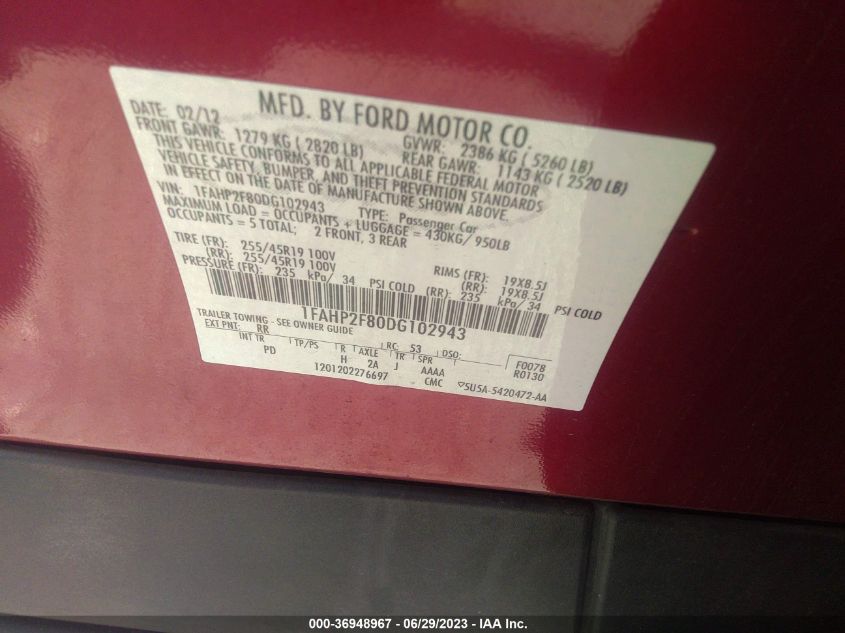 MFD. BY FORD MOTOR CO.
DATE: 02/12 GVWR: 2386 KG ( 5260 LB)
FRONT GAWR: 1279 KG ( 2820 LB) REAR GAWR: 1143 KG ( 2520 LB)
THIS VEHICLE CONFORMS TO ALL APPLICABLE FEDERAL MOTOR
VEHICLE SAFETY, BUMPER, AND THEFT PREVENTION STANDARDS
IN EFFECT ON THE DATE OF MANUFACTURE SHOWN ABOVE.
VIN: 1FAHP2F80DG102943 TYPE: Passenger Car
MAXIMUM LOAD = OCCUPANTS + LUGGAGE = 430KG/ 950LB
OCCUPANTS = 5 TOTAL; 2 FRONT, 3 REAR
TIRE (FR): 255/45R19 100V RIMS (FR): 19X8.5J
(RR): 255/45R19 100V (RR): 19X8.5J
PRESSURE (FR): 235 kPa/ 34 PSI COLD (RR): 235 kPa/ 34 PSI COLD
1FAHP2F80DG102943
TRAILER TOWING - SEE OWNER GUIDE
EXT PNT: RR RC: 53 DSO: F0078
INT TR TP/PS R AXLE TR SPR R0130
PD H 2A J AAAA
1201202276697 CMC ▽5U5A-5420472-AA
000-36948967 - 06/29/2023 - IAA Inc.